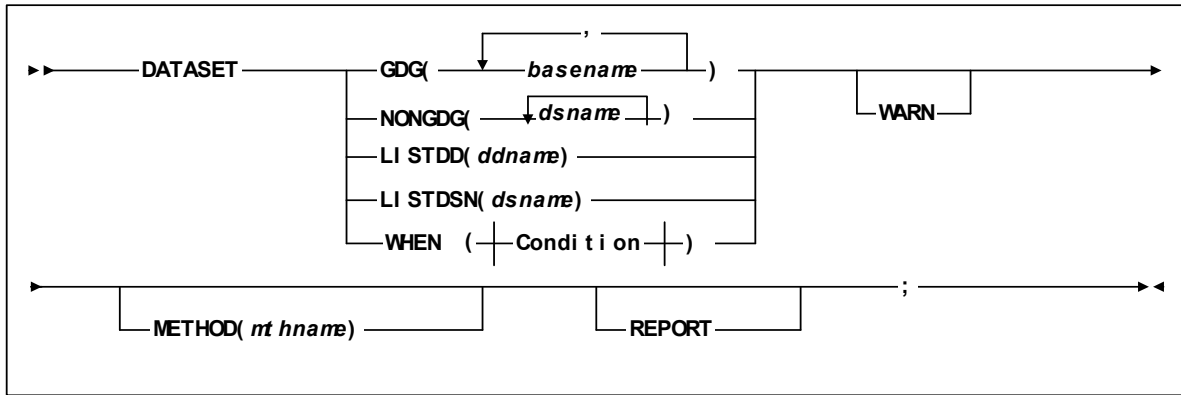 ,
DATASET GDG( basename )
NONGDG( dsname ) WARN
LISTDD( ddname )
LISTDSN( dsname )
WHEN ( Condition )
;
METHOD( mthname ) REPORT